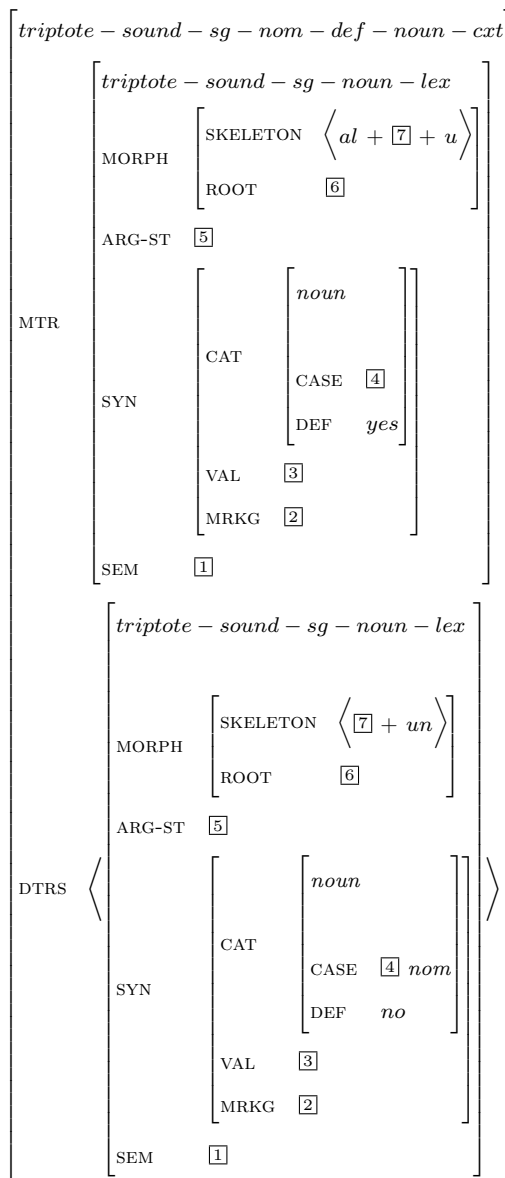 triptote − sound − sg − nom − def − noun − cxt
triptote − sound − sg − noun − lex
MORPH SKELETON ⟨al + 7 + u⟩
ROOT 6
ARG-ST 5
MTR
SYN CAT noun
CASE 4
DEF yes
VAL 3
MRKG 2
SEM 1
triptote − sound − sg − noun − lex
MORPH SKELETON ⟨7 + un⟩
ROOT 6
ARG-ST 5
DTRS
SYN CAT noun
CASE 4 nom
DEF no
VAL 3
MRKG 2
SEM 1